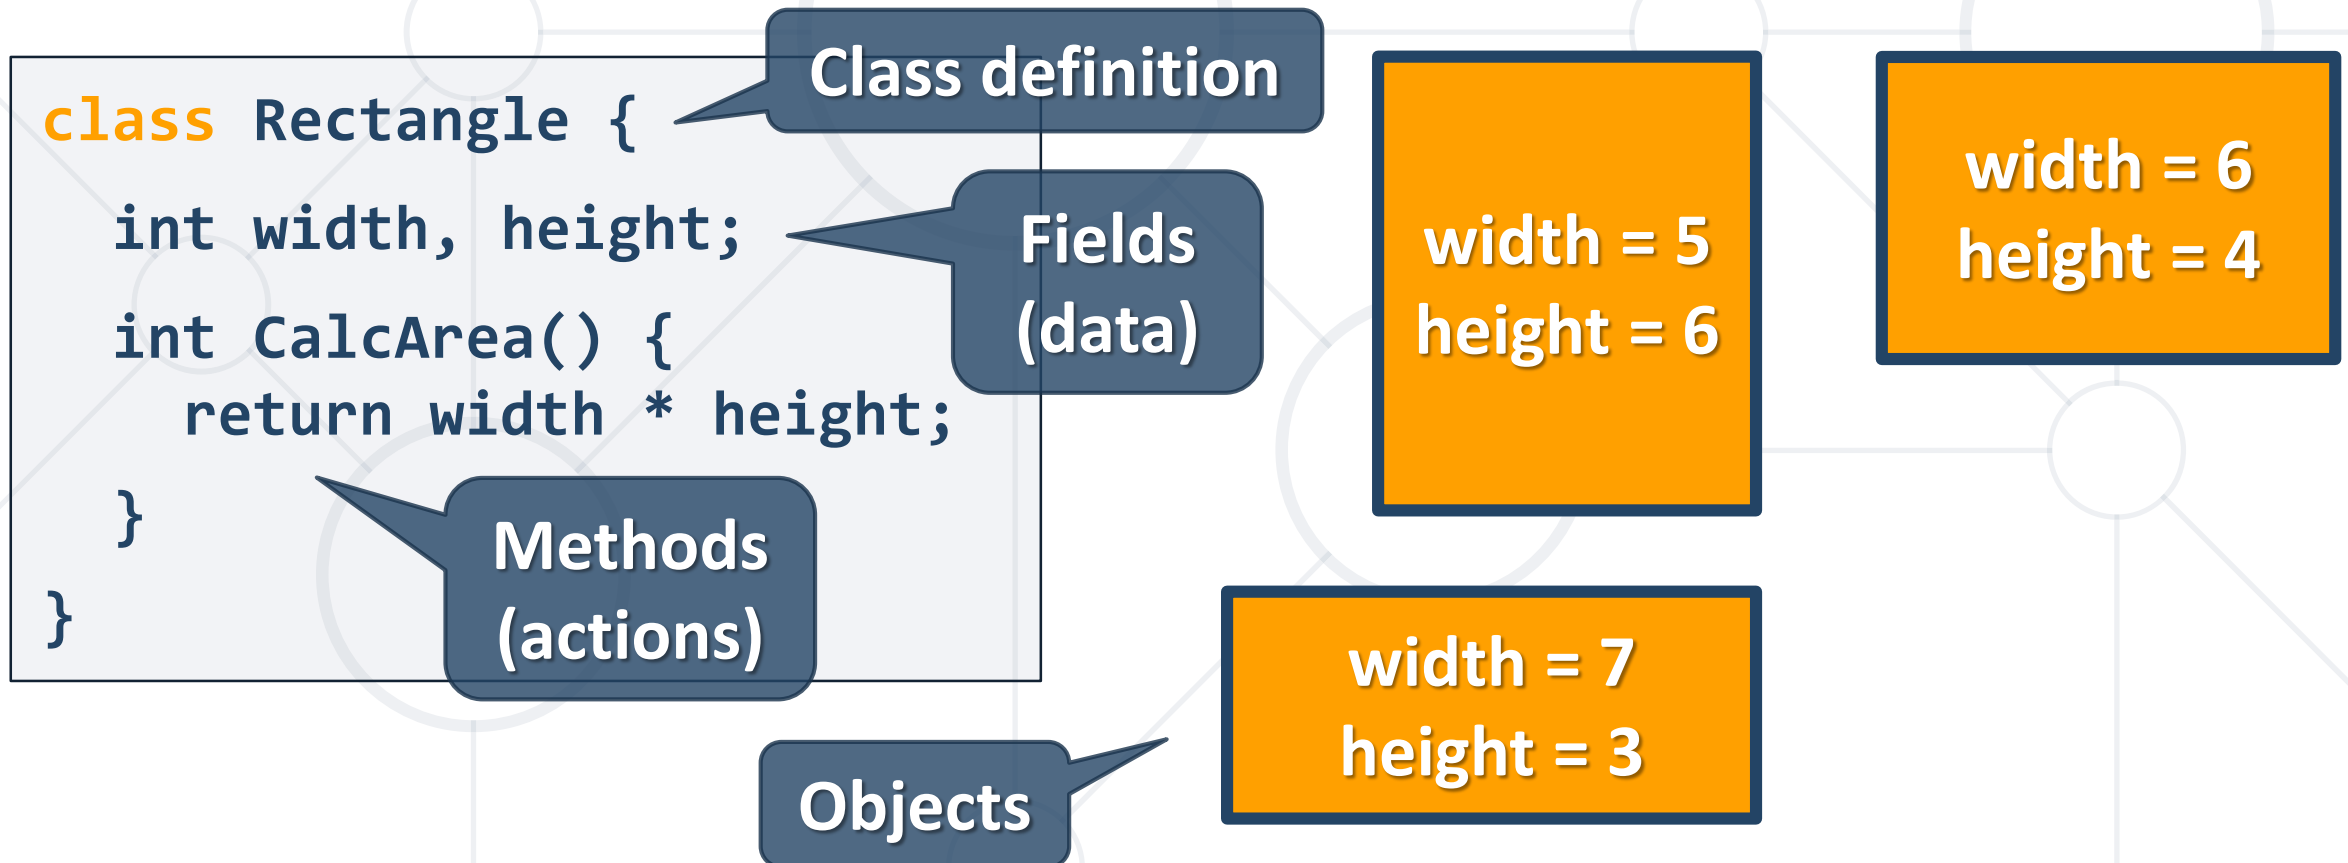 Class definition
class Rectangle {
int width, height;
Fields
(data)
int CalcArea() {
return width * height;
}
Methods
(actions)
}
Objects
width = 5
height = 6
width = 6
height = 4
width = 7
height = 3